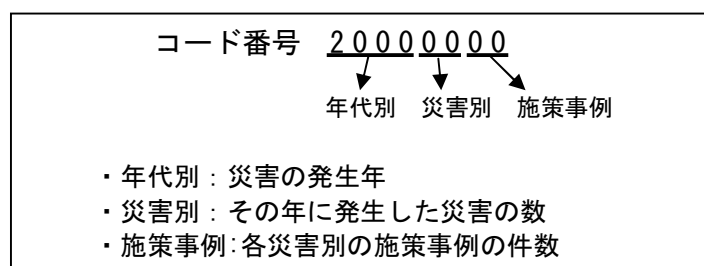 コード番号 20000000
年代別 災害別 施策事例
・年代別：災害の発生年
・災害別：その年に発生した災害の数
・施策事例：各災害別の施策事例の件数